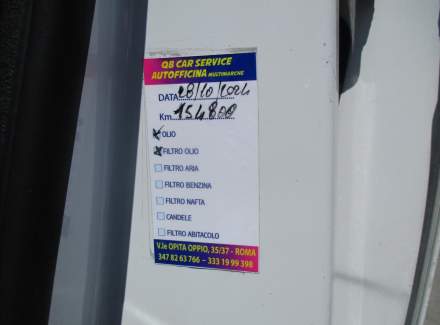 QB CAR SERVICE
AUTOFFICINA MULTIMARCHE
DATA 28/10/2024
Km 154800
OLIO
FILTRO OLIO
FILTRO ARIA
FILTRO BENZINA
FILTRO NAFTA
CANDELE
FILTRO ABITACOLO
V.le OPITA OPPIO, 35/37 - ROMA
347 82 63 766 - 333 19 99 398